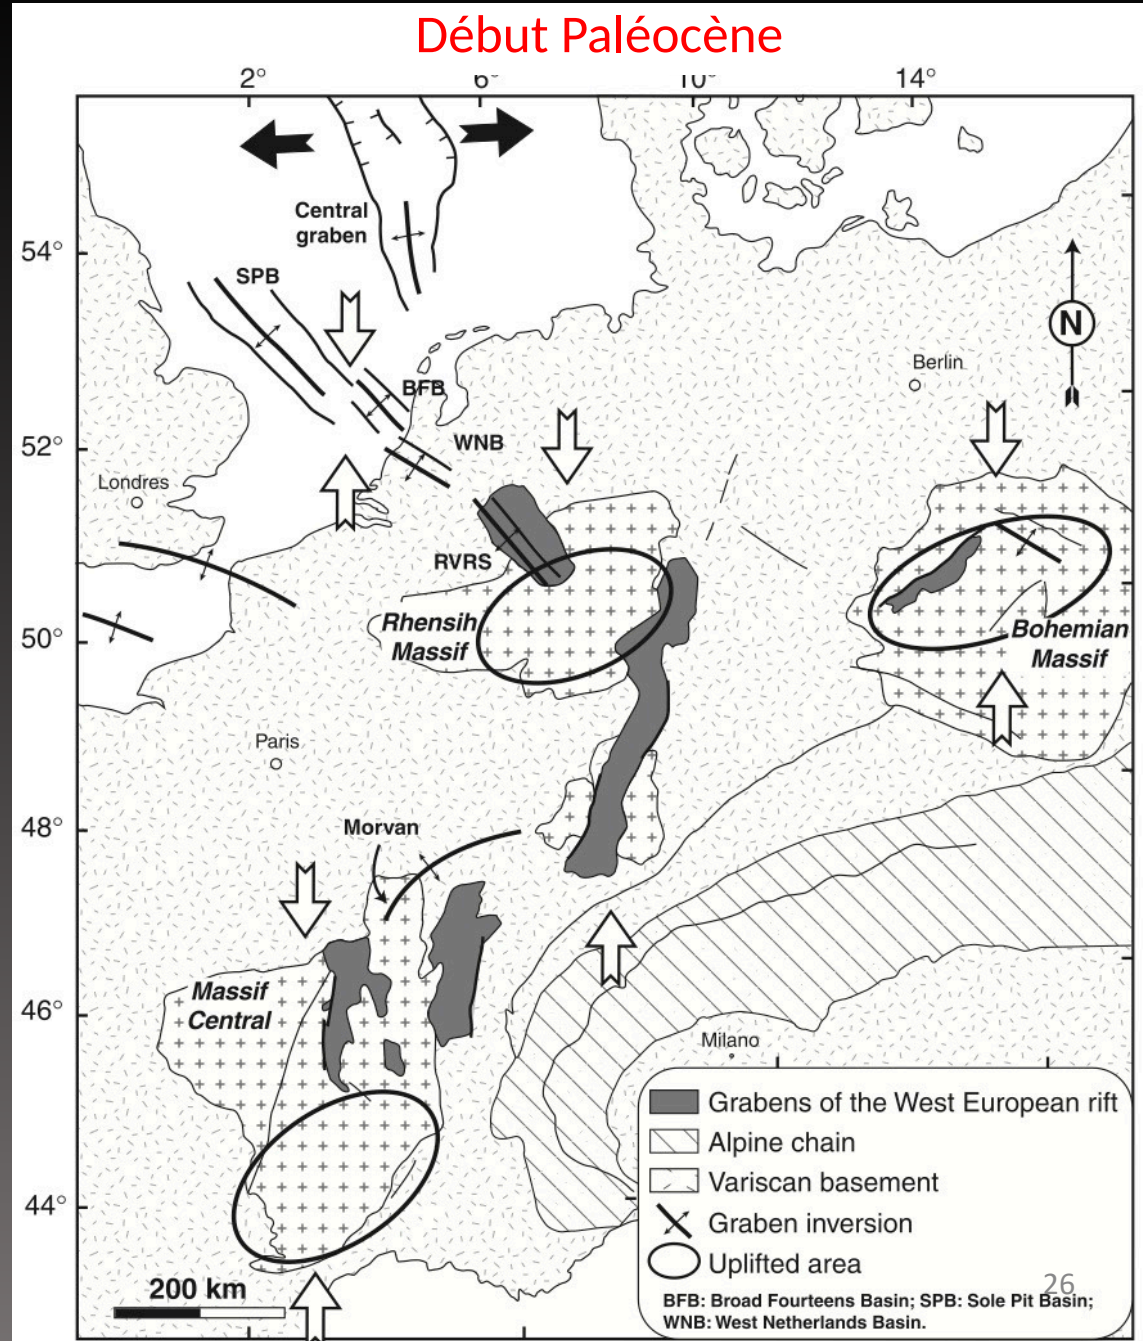 Début Paléocène
2° 6° 10° 14°
Central
graben
54°
SPB
N
Berlin
BFB
WNB
52°
Londres
RVRS
Rhensih
Massif
50°
Bohemian
Massif
Paris
48°
Morvan
Massif
Central
46°
Milano
Grabens of the West European rift
Alpine chain
Variscan basement
44°
Graben inversion
Uplifted area
26
200 km
BFB: Broad Fourteens Basin; SPB: Sole Pit Basin;
WNB: West Netherlands Basin.